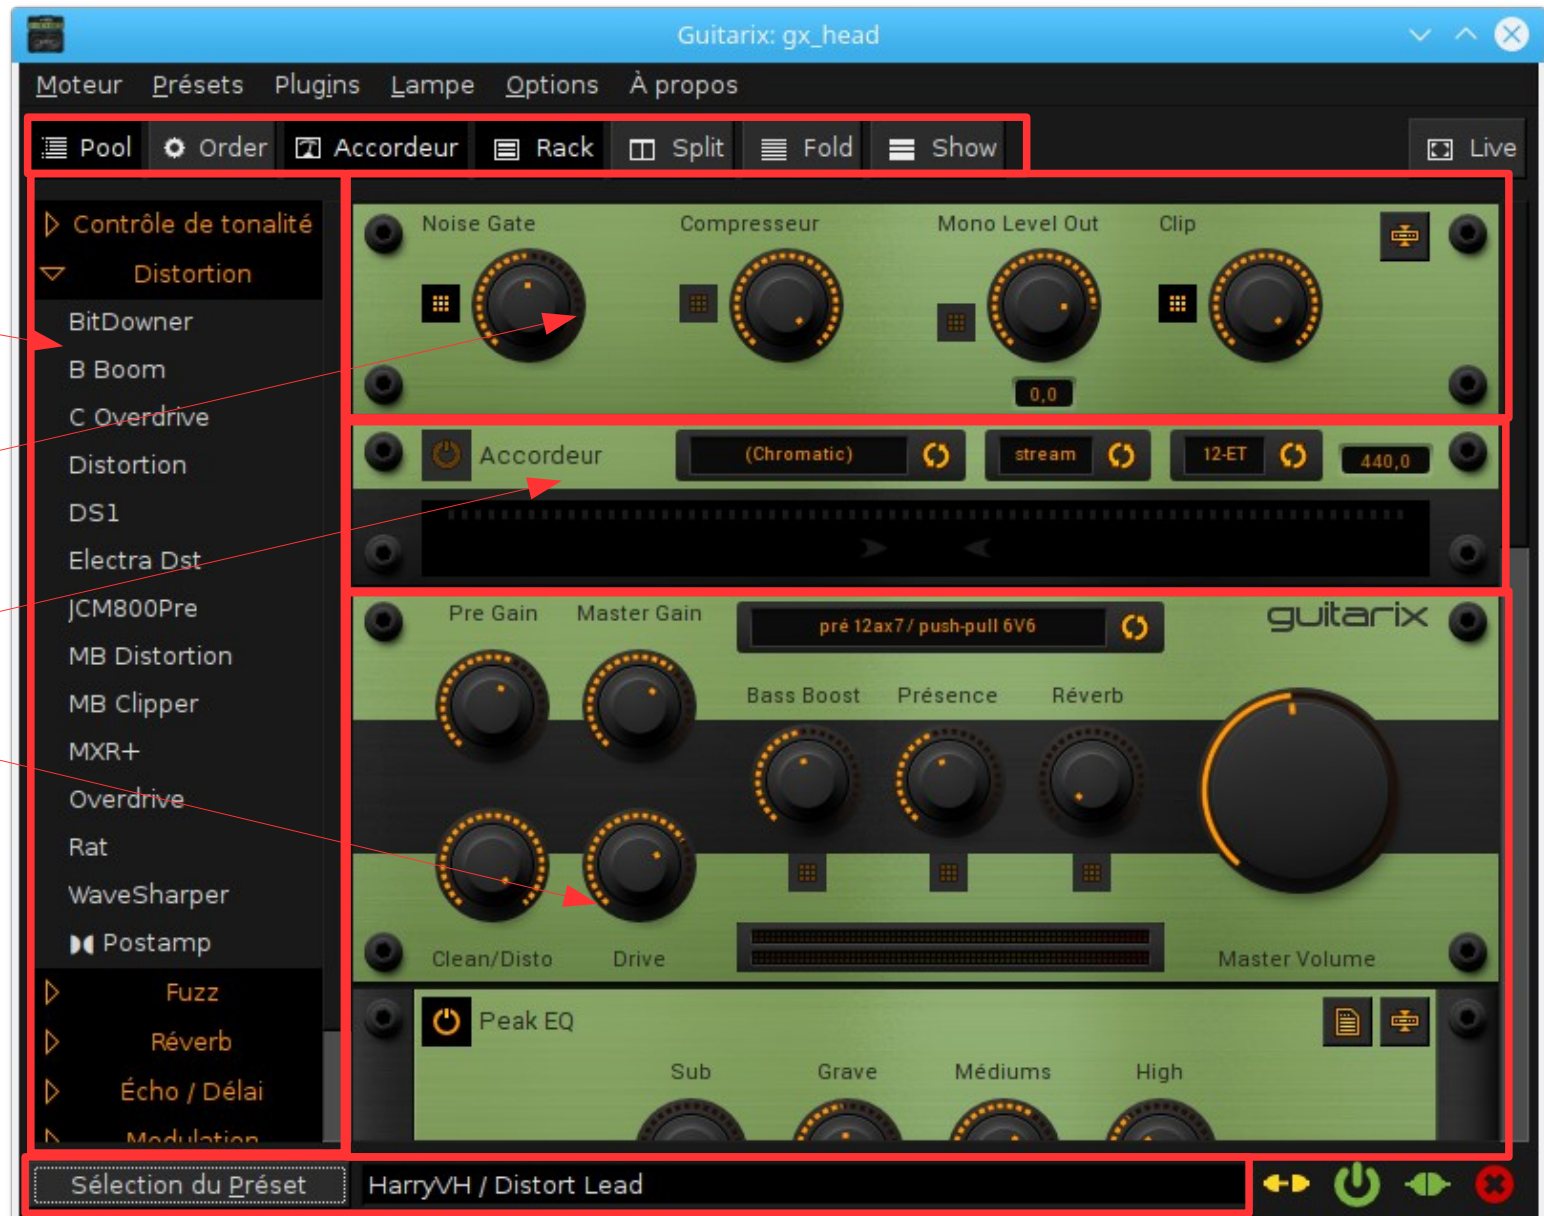 Guitarix: gx_head
Moteur Présets Plugins Lampe Options À propos
Pool Order Accordeur Rack Split Fold Show Live
Contrôle de tonalité
Distortion
BitDowner
B Boom
C Overdrive
Distortion
DS1
Electra Dst
JCM800Pre
MB Distortion
MB Clipper
MXR+
Overdrive
Rat
WaveSharper
Postamp
Fuzz
Réverb
Écho / Délai
Modulation
Noise Gate Compresseur Mono Level Out Clip
0,0
Accordeur (Chromatic) stream 12-ET 440,0
Pre Gain Master Gain pré 12ax7 / push-pull 6V6 guitarix
Bass Boost Présence Réverb
Clean/Disto Drive Master Volume
Peak EQ
Sub Grave Médiums High
Sélection du Préset HarryVH / Distort Lead